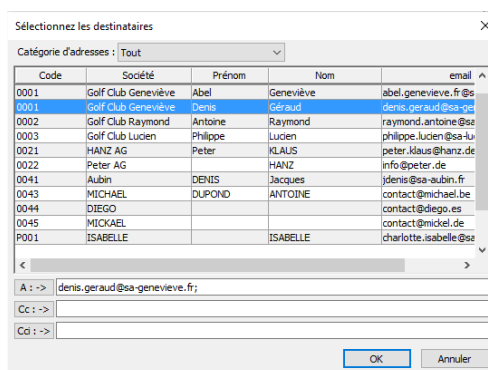 Sélectionnez les destinataires
Catégorie d'adresses : Tout
Code Société Prénom Nom email
0001 Golf Club Geneviève Abel Geneviève abel.genevieve.fr@s
0001 Golf Club Geneviève Denis Géraud denis.geraud@sa-ge
0002 Golf Club Raymond Antoine Raymond raymond.antoine@sa
0003 Golf Club Lucien Philippe Lucien philippe.lucien@sa-lu
0021 HANZ AG Peter KLAUS peter.klaus@hanz.de
0022 Peter AG HANZ info@peter.de
0041 Aubin DENIS Jacques jdenis@sa-aubin.fr
0043 MICHAEL DUPOND ANTOINE contact@michael.be
0044 DIEGO contact@diego.es
0045 MICKAEL contact@mickel.de
P001 ISABELLE ISABELLE charlotte.isabelle@sa
A : -> denis.geraud@sa-genevieve.fr;
Cc : ->
Cci : ->
OK Annuler